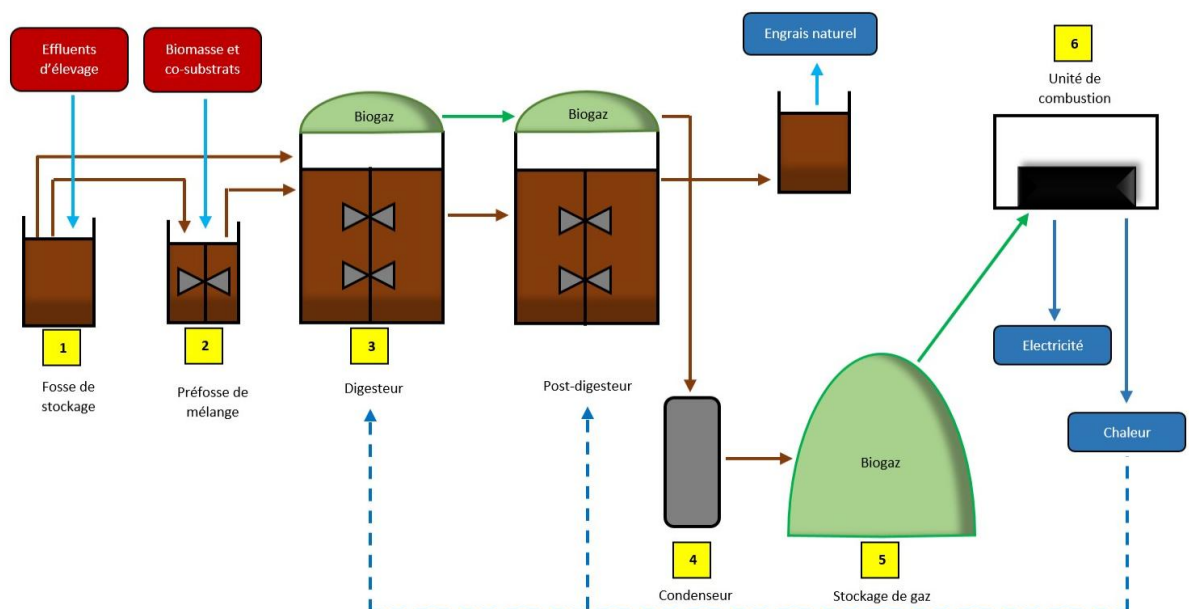 Effluents
d'élevage
Biomasse et
co-substrats
Engrais naturel
6
Unité de
combustion
Biogaz
Biogaz
1
Fosse de
stockage
2
Préfosse de
mélange
3
Digesteur
Post-digesteur
Electricité
Chaleur
Biogaz
4
Condenseur
5
Stockage de gaz